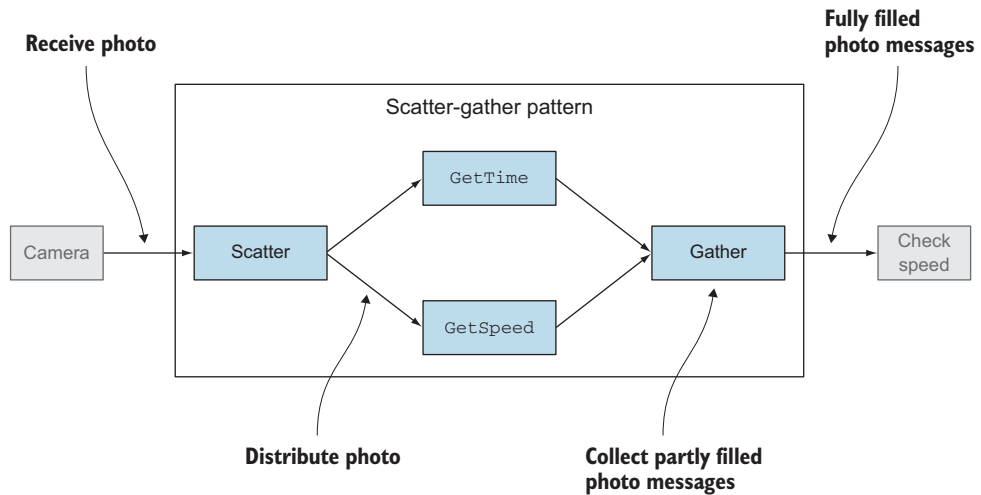 Fully filled
photo messages
Receive photo
Scatter-gather pattern
GetTime
Camera
Scatter
Gather
Check
speed
GetSpeed
Distribute photo
Collect partly filled
photo messages